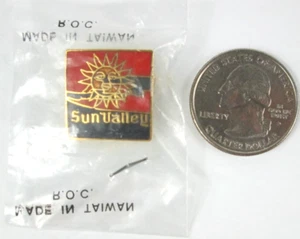 R.O.C.
MADE IN TAIWAN
Sun Valley
UNITED STATES OF AMERICA
LIBERTY
QUARTER DOLLAR
R.O.C.
MADE IN TAIWAN